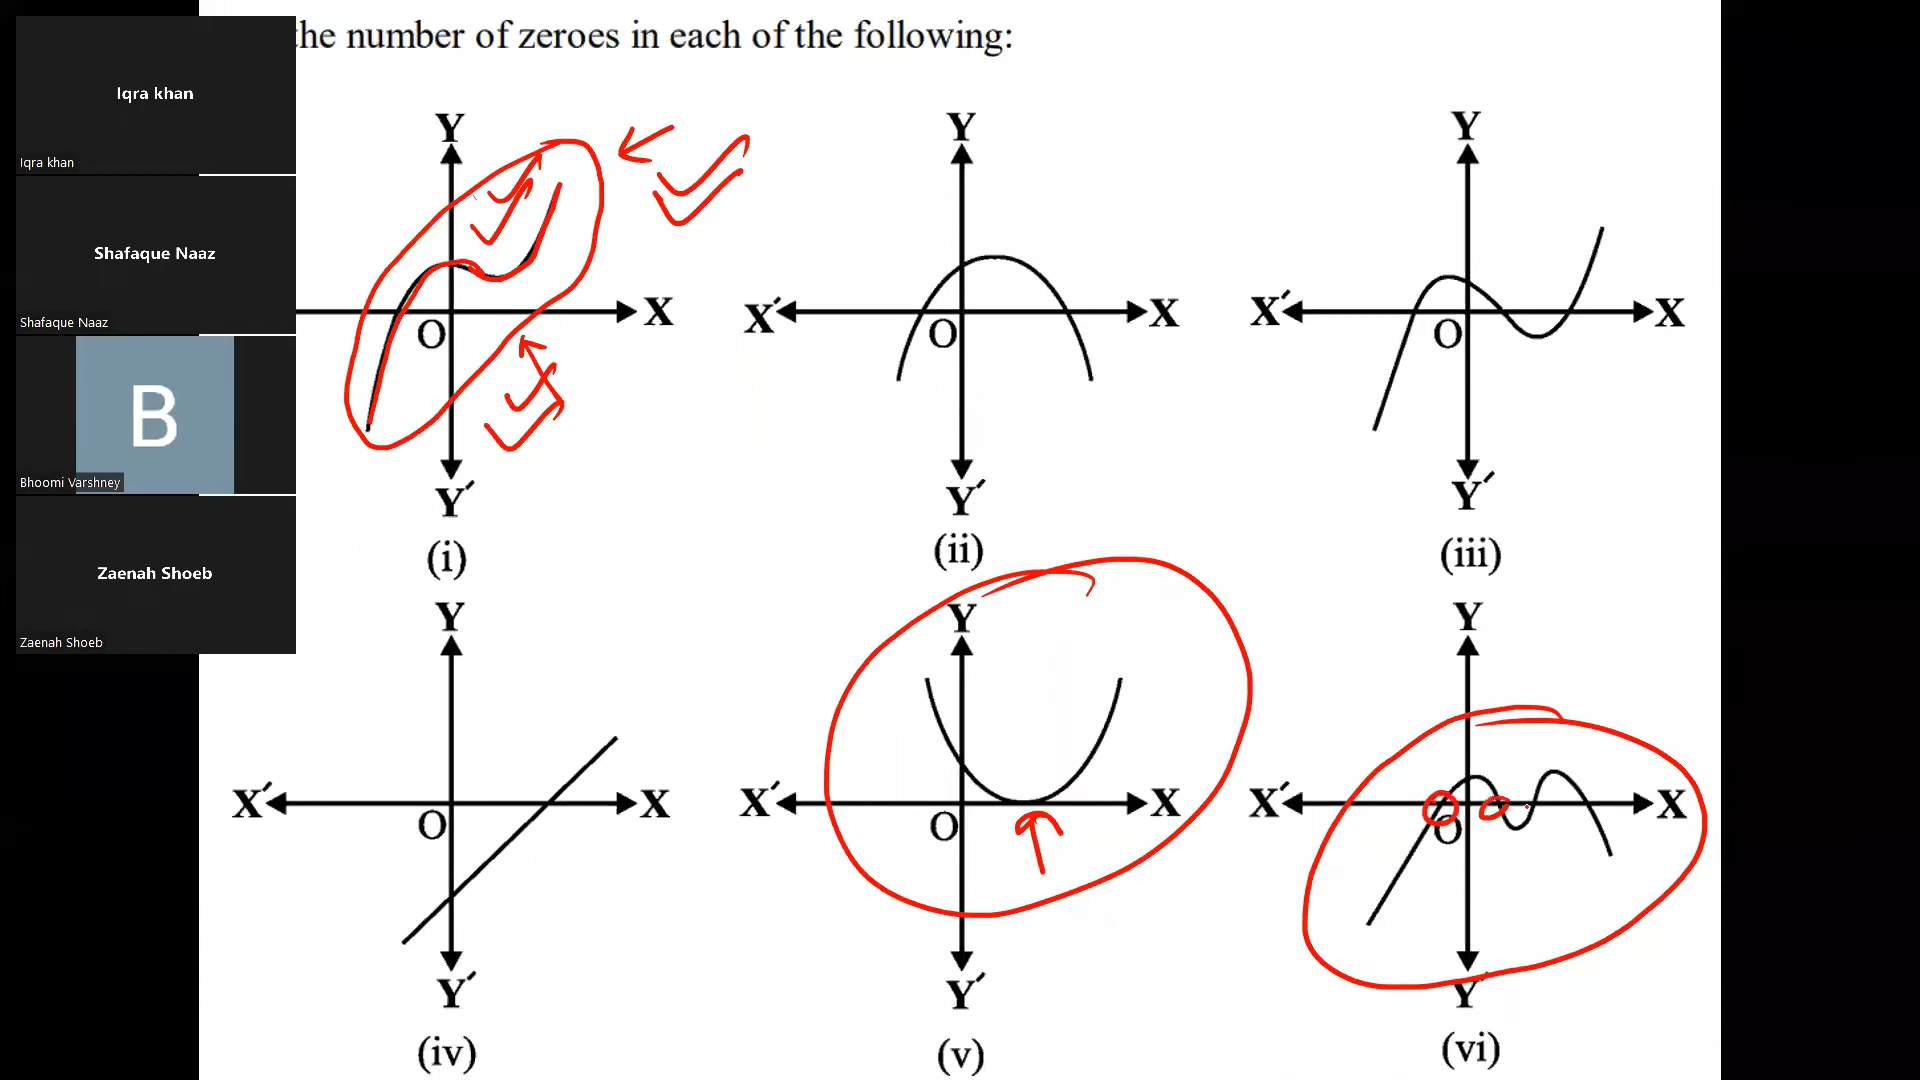 the number of zeroes in each of the following:
Iqra khan
Iqra khan
Shafaque Naaz
Shafaque Naaz
B
Bhoomi Varshney
Zaenah Shoeb
Zaenah Shoeb
Y
X
O
Y′
(i)
Y
X′
X
O
Y′
(ii)
Y
X′
X
O
Y′
(iii)
Y
X′
X
O
Y′
(iv)
Y
X′
X
O
Y′
(v)
Y
X′
X
O
Y′
(vi)